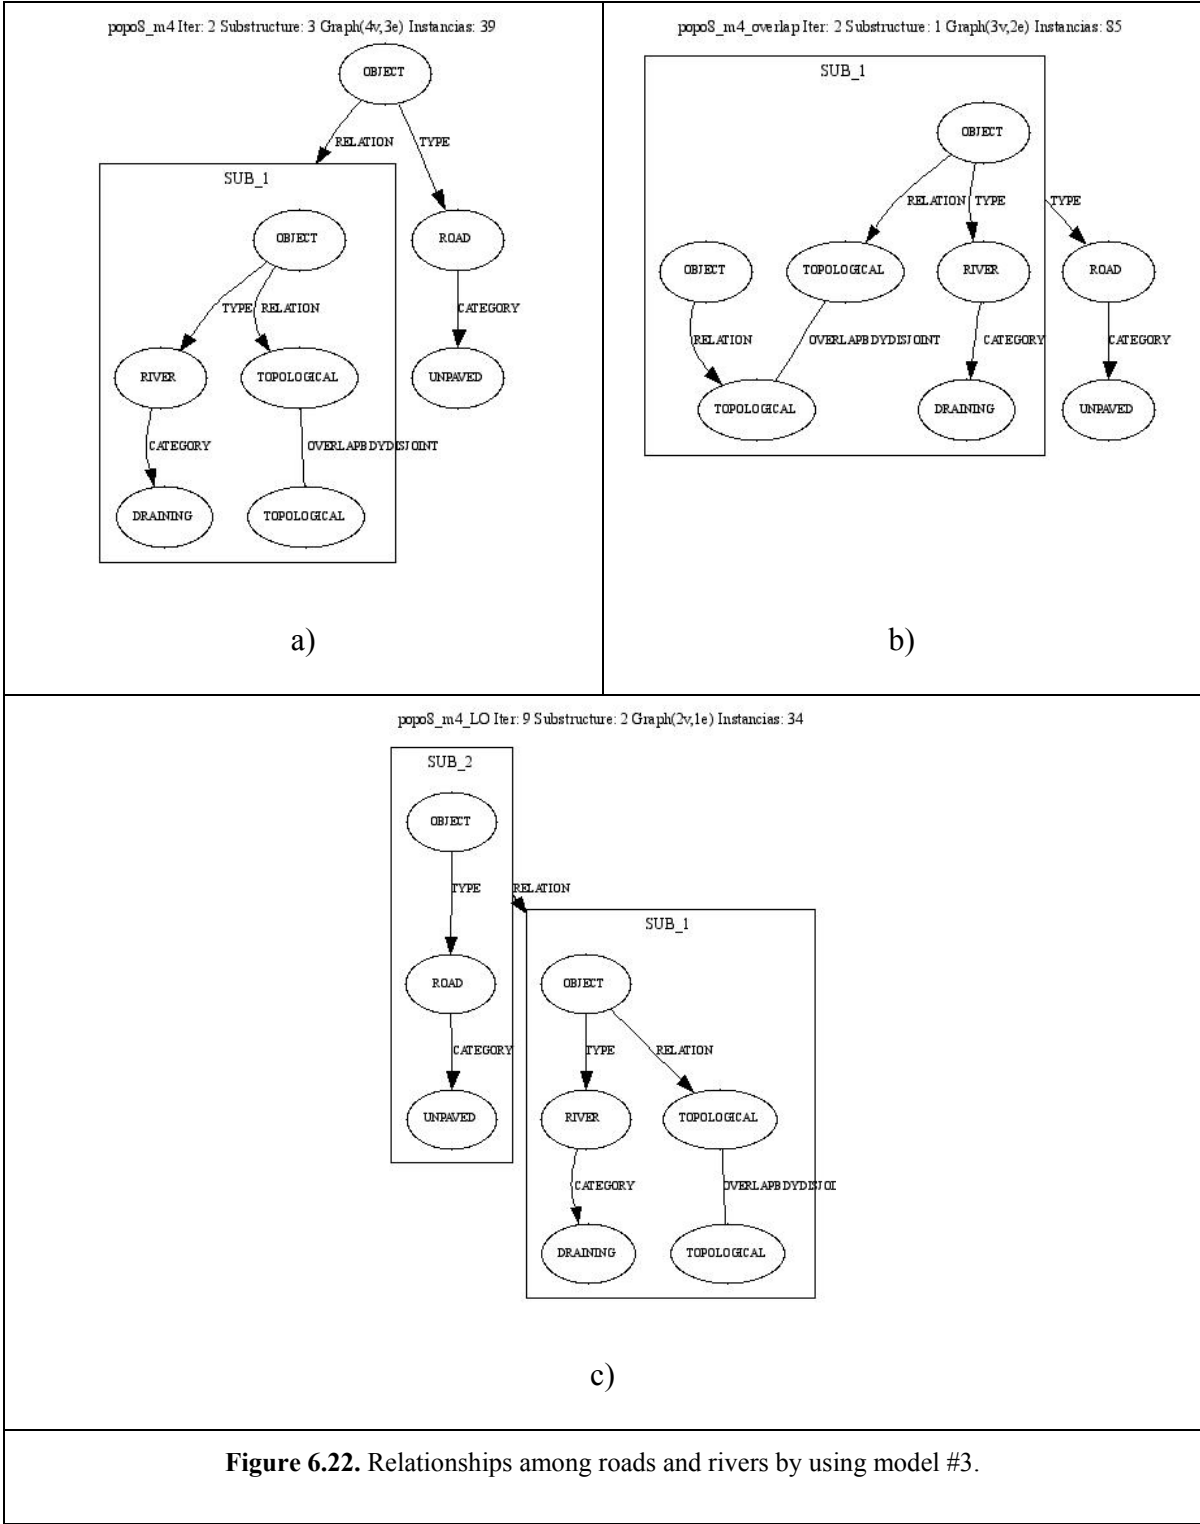 popo8_m4 Iter: 2 Substructure: 3 Graph(4v,3e) Instancias: 39
OBJECT
RELATION
TYPE
SUB_1
OBJECT
ROAD
TYPE
RELATION
CATEGORY
RIVER
TOPOLOGICAL
UNPAVED
CATEGORY
OVERLAPBDYDISJOINT
DRAINING
TOPOLOGICAL
a)
popo8_m4_overlap Iter: 2 Substructure: 1 Graph(3v,2e) Instancias: 85
SUB_1
OBJECT
RELATION
TYPE
TYPE
OBJECT
TOPOLOGICAL
RIVER
ROAD
RELATION
OVERLAPBDYDISJOINT
CATEGORY
CATEGORY
TOPOLOGICAL
DRAINING
UNPAVED
b)
popo8_m4_LO Iter: 9 Substructure: 2 Graph(2v,1e) Instancias: 34
SUB_2
OBJECT
TYPE
RELATION
SUB_1
ROAD
OBJECT
CATEGORY
TYPE
RELATION
UNPAVED
RIVER
TOPOLOGICAL
CATEGORY
OVERLAPBDYDISJOI
DRAINING
TOPOLOGICAL
c)
Figure 6.22. Relationships among roads and rivers by using model #3.